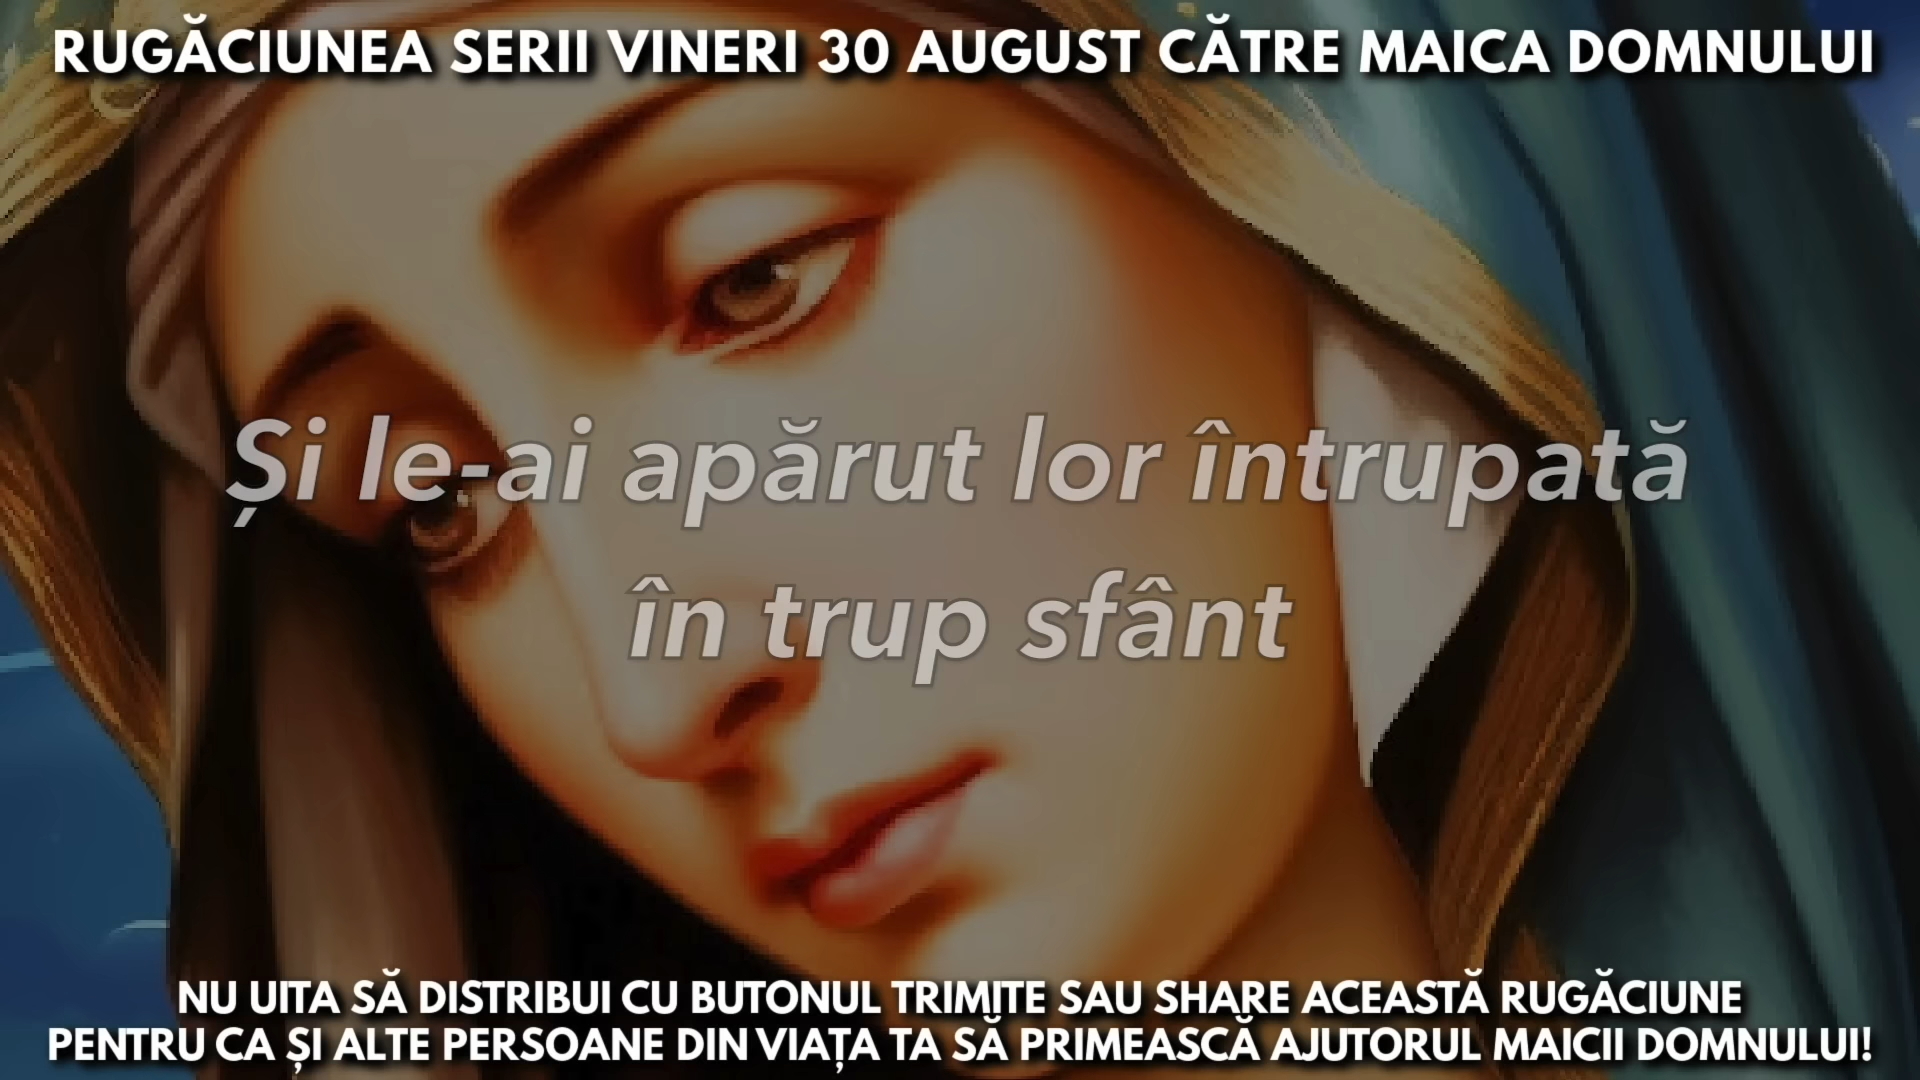 RUGĂCIUNEA SERII VINERI 30 AUGUST CĂTRE MAICA DOMNULUI
Și le-ai apărut lor întrupată
în trup sfânt
NU UITA SĂ DISTRIBUI CU BUTONUL TRIMITE SAU SHARE ACEASTĂ RUGĂCIUNE
PENTRU CA ȘI ALTE PERSOANE DIN VIAȚA TA SĂ PRIMEASCĂ AJUTORUL MAICII DOMNULUI!